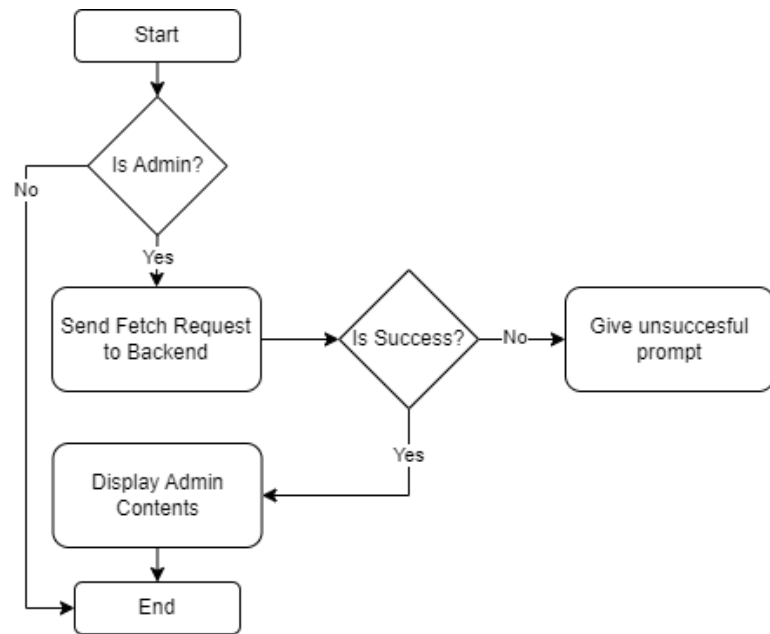 Start
Is Admin?
No
Yes
Send Fetch Request
to Backend
Is Success?
No
Give unsuccesful
prompt
Yes
Display Admin
Contents
End